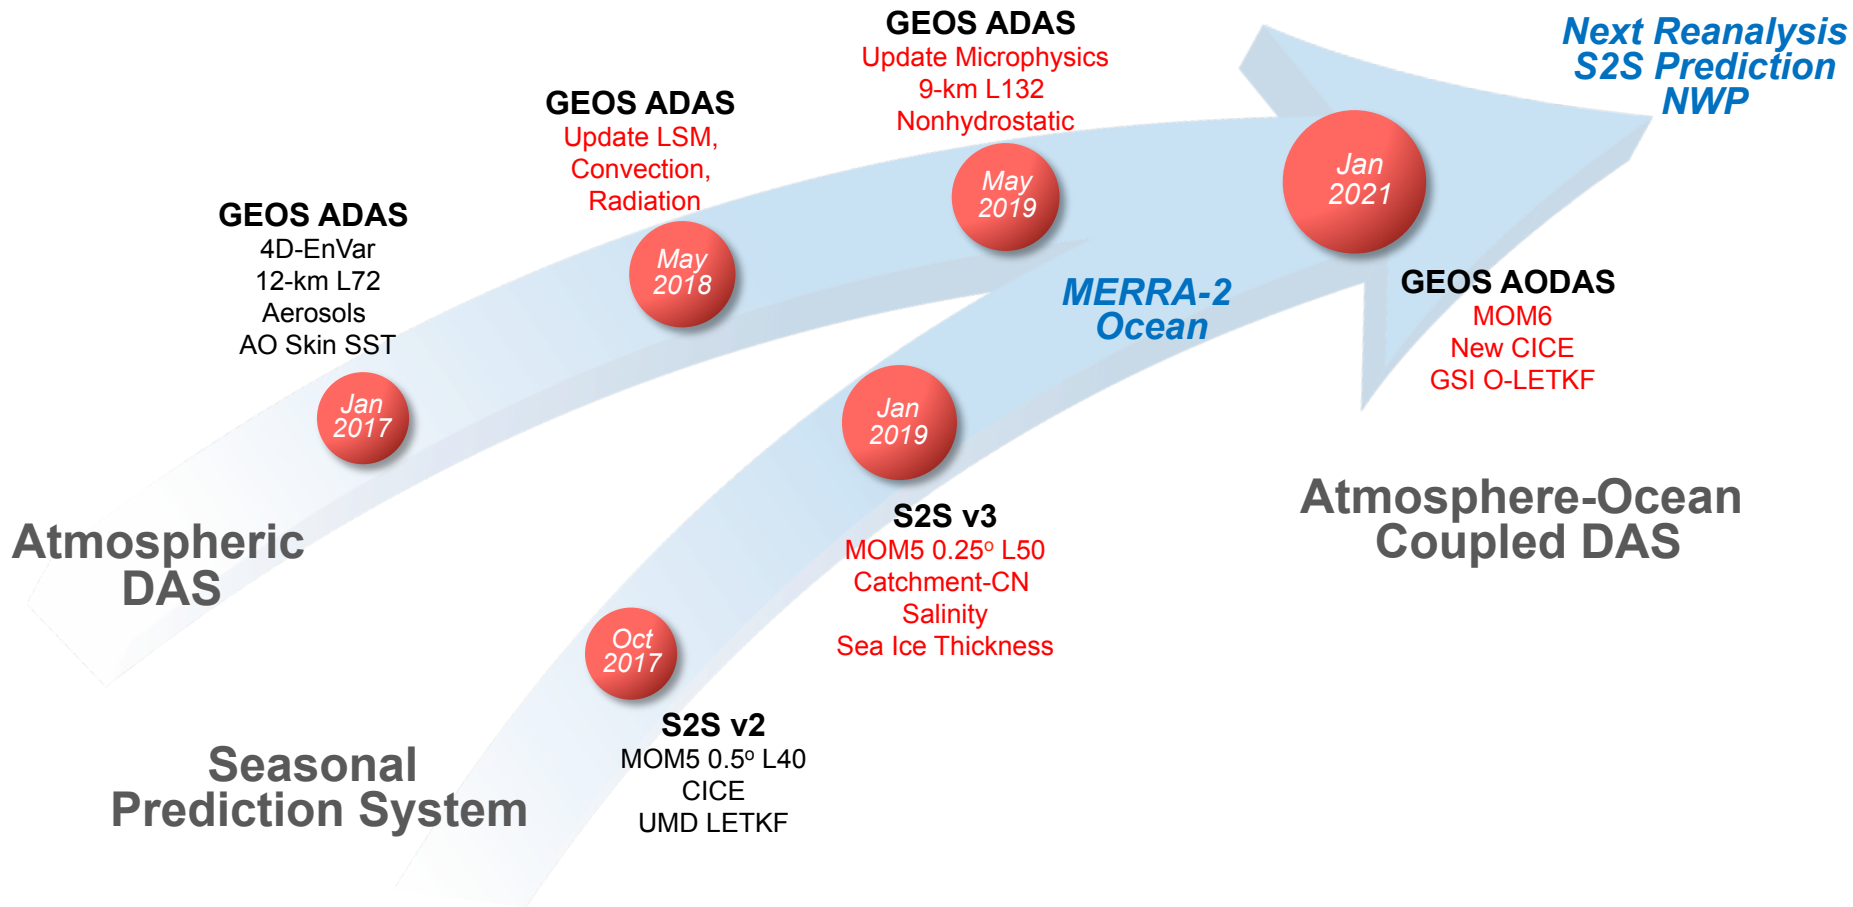 GEOS ADAS
Update Microphysics
9-km L132
Nonhydrostatic
Next Reanalysis
S2S Prediction
NWP
GEOS ADAS
Update LSM,
Convection,
Radiation
GEOS ADAS
4D-EnVar
12-km L72
Aerosols
AO Skin SST
Jan
2017
May
2018
May
2019
Jan
2021
MERRA-2
Ocean
GEOS AODAS
MOM6
New CICE
GSI O-LETKF
Jan
2019
Atmospheric
DAS
S2S v3
MOM5 0.25º L50
Catchment-CN
Salinity
Sea Ice Thickness
Atmosphere-Ocean
Coupled DAS
Oct
2017
S2S v2
MOM5 0.5º L40
CICE
UMD LETKF
Seasonal
Prediction System